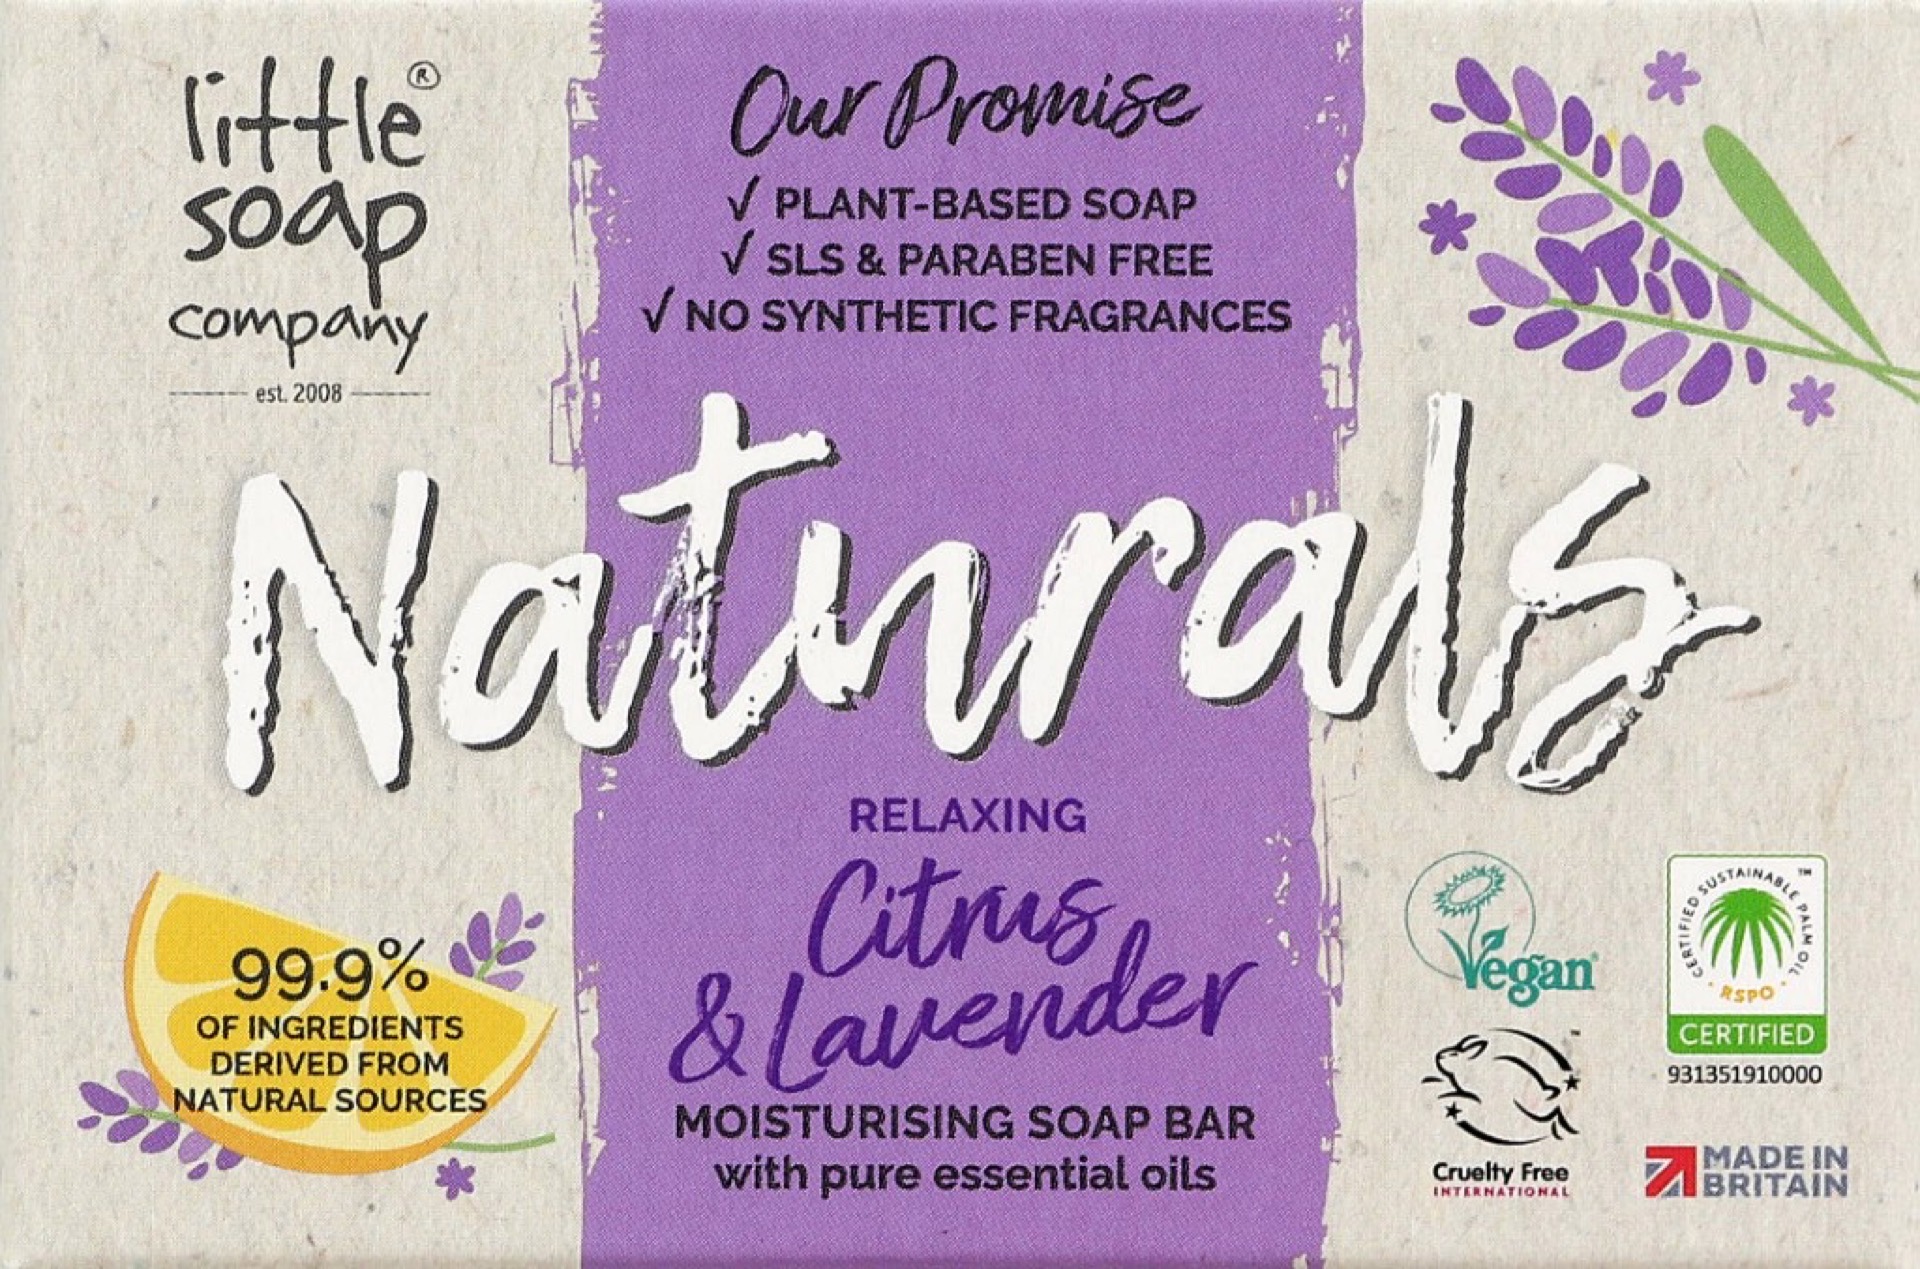 little®
soap
company
est. 2008
Our Promise
√ PLANT-BASED SOAP
√ SLS & PARABEN FREE
√ NO SYNTHETIC FRAGRANCES
Naturals
RELAXING
Citrus
& Lavender
MOISTURISING SOAP BAR
with pure essential oils
99.9%
OF INGREDIENTS
DERIVED FROM
NATURAL SOURCES
Vegan
CERTIFIED SUSTAINABLE PALM OIL ™
· RSPO ·
CERTIFIED
931351910000
™
Cruelty Free
INTERNATIONAL
MADE IN
BRITAIN